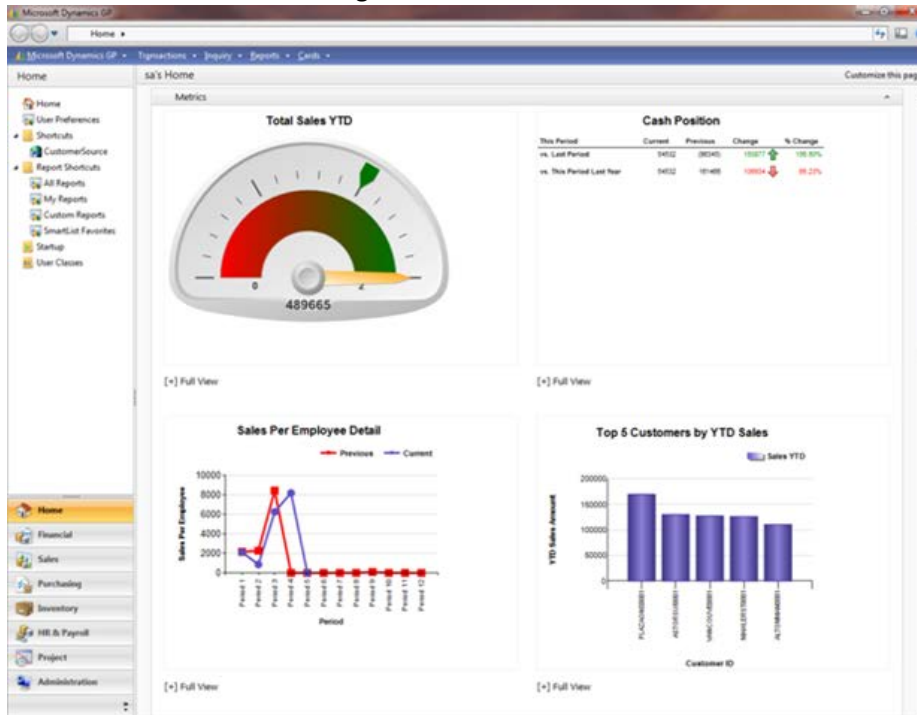 Microsoft Dynamics GP
Home
Microsoft Dynamics GP Transactions Inquiry Reports Cards
Home
sa's Home
Customize this pag
Home
User Preferences
Shortcuts
CustomerSource
Report Shortcuts
All Reports
My Reports
Custom Reports
SmartList Favorites
Startup
User Classes
Home
Financial
Sales
Purchasing
Inventory
HR & Payroll
Project
Administration
Metrics
Total Sales YTD
0 2
489665
[+] Full View
Cash Position
This Period Current Previous Change % Change
vs. Last Period
vs. This Period Last Year
[+] Full View
Sales Per Employee Detail
Previous Current
Sales Per Employee
10000
8000
6000
4000
2000
0
Period 1
Period 2
Period 3
Period 4
Period 5
Period 6
Period 7
Period 8
Period 9
Period 10
Period 11
Period 12
Period
[+] Full View
Top 5 Customers by YTD Sales
Sales YTD
YTD Sales Amount
200000
150000
100000
50000
0
Customer ID
[+] Full View